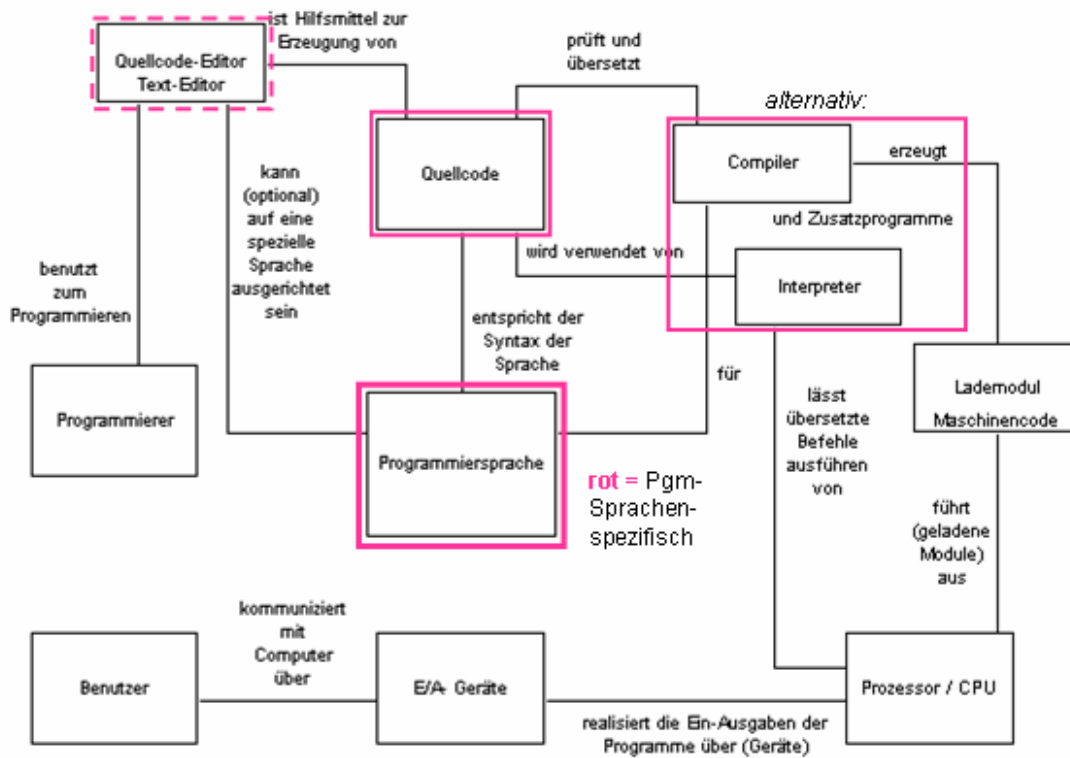 ist Hilfsmittel zur
Erzeugung von
Quellcode-Editor
Text-Editor
prüft und
übersetzt
alternativ:
Quellcode
Compiler
erzeugt
kann
(optional)
auf eine
spezielle
Sprache
ausgerichtet
sein
und Zusatzprogramme
wird verwendet von
Interpreter
benutzt
zum
Programmieren
entspricht der
Syntax der
Sprache
für
lässt
übersetzte
Befehle
ausführen
von
Lademodul
Maschinencode
Programmierer
Programmiersprache
rot = Pgm-
Sprachen-
spezifisch
führt
(geladene
Module)
aus
kommuniziert
mit
Computer
über
Benutzer
E/A- Geräte
Prozessor / CPU
realisiert die Ein-Ausgaben der
Programme über (Geräte)